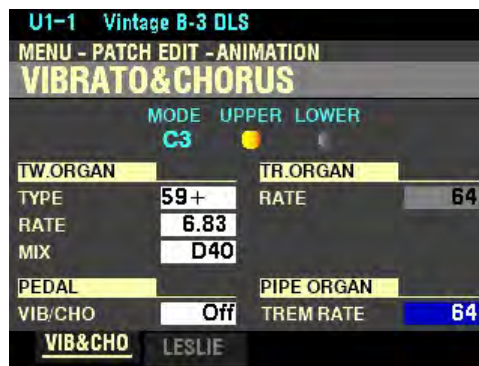 U1-1 Vintage B-3 DLS
MENU - PATCH EDIT -ANIMATION
VIBRATO&CHORUS
MODE UPPER LOWER
C3
TW.ORGAN TR.ORGAN
TYPE 59+ RATE 64
RATE 6.83
MIX D40
PEDAL PIPE ORGAN
VIB/CHO Off TREM RATE 64
VIB&CHO LESLIE